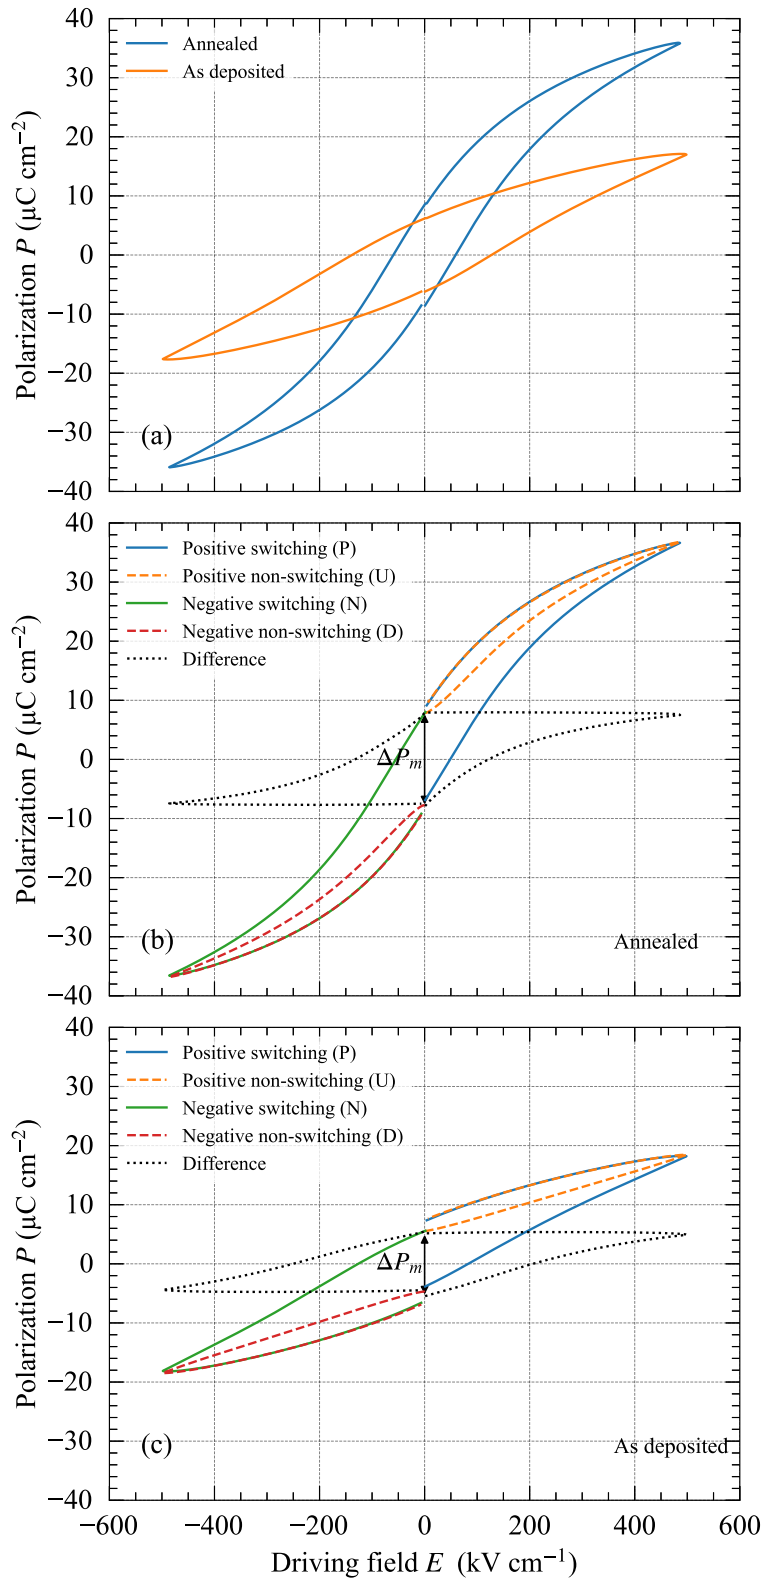 40
30
20
10
0
−10
−20
−30
−40
Polarization P (μC cm⁻²)
Annealed
As deposited
(a)
40
30
20
10
0
−10
−20
−30
−40
Polarization P (μC cm⁻²)
Positive switching (P)
Positive non-switching (U)
Negative switching (N)
Negative non-switching (D)
Difference
ΔPₘ
(b)
Annealed
40
30
20
10
0
−10
−20
−30
−40
Polarization P (μC cm⁻²)
Positive switching (P)
Positive non-switching (U)
Negative switching (N)
Negative non-switching (D)
Difference
ΔPₘ
(c)
As deposited
−600 −400 −200 0 200 400 600
Driving field E (kV cm⁻¹)